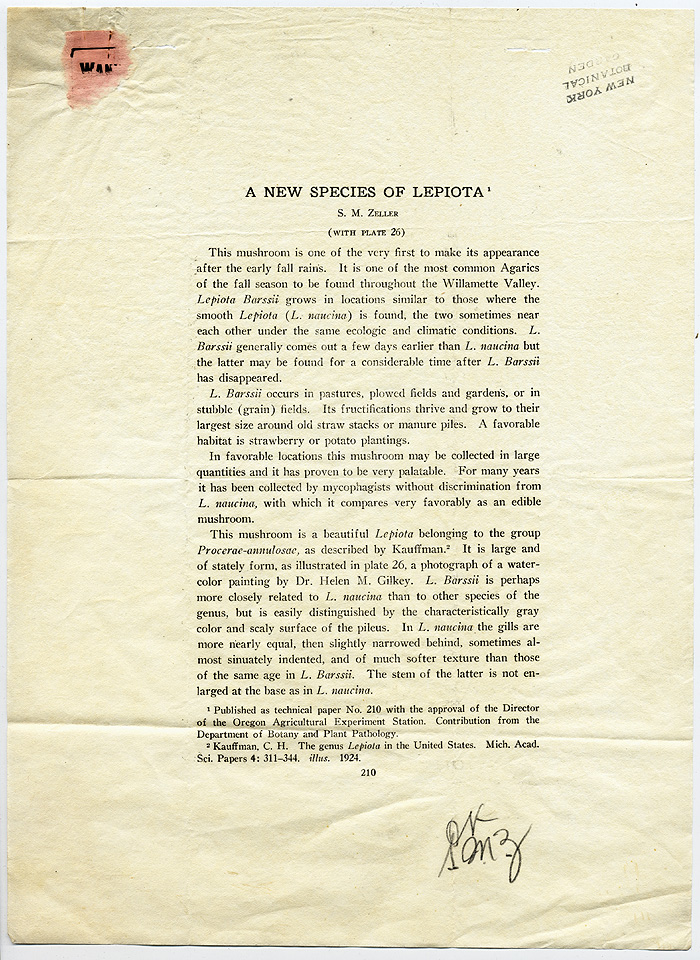 NEW YORK
BOTANICAL
GARDEN
A NEW SPECIES OF LEPIOTA ¹
S. M. Zeller
(WITH PLATE 26)
This mushroom is one of the very first to make its appearance
after the early fall rains. It is one of the most common Agarics
of the fall season to be found throughout the Willamette Valley.
Lepiota Barssii grows in locations similar to those where the
smooth Lepiota (L. naucina) is found, the two sometimes near
each other under the same ecologic and climatic conditions. L.
Barssii generally comes out a few days earlier than L. naucina but
the latter may be found for a considerable time after L. Barssii
has disappeared.
L. Barssii occurs in pastures, plowed fields and gardens, or in
stubble (grain) fields. Its fructifications thrive and grow to their
largest size around old straw stacks or manure piles. A favorable
habitat is strawberry or potato plantings.
In favorable locations this mushroom may be collected in large
quantities and it has proven to be very palatable. For many years
it has been collected by mycophagists without discrimination from
L. naucina, with which it compares very favorably as an edible
mushroom.
This mushroom is a beautiful Lepiota belonging to the group
Procerae-annulosae, as described by Kauffman.² It is large and
of stately form, as illustrated in plate 26, a photograph of a water-
color painting by Dr. Helen M. Gilkey. L. Barssii is perhaps
more closely related to L. naucina than to other species of the
genus, but is easily distinguished by the characteristically gray
color and scaly surface of the pileus. In L. naucina the gills are
more nearly equal, then slightly narrowed behind, sometimes al-
most sinuately indented, and of much softer texture than those
of the same age in L. Barssii. The stem of the latter is not en-
larged at the base as in L. naucina.
¹ Published as technical paper No. 210 with the approval of the Director
of the Oregon Agricultural Experiment Station. Contribution from the
Department of Botany and Plant Pathology.
² Kauffman, C. H. The genus Lepiota in the United States. Mich. Acad.
Sci. Papers 4: 311–344. illus. 1924.
210